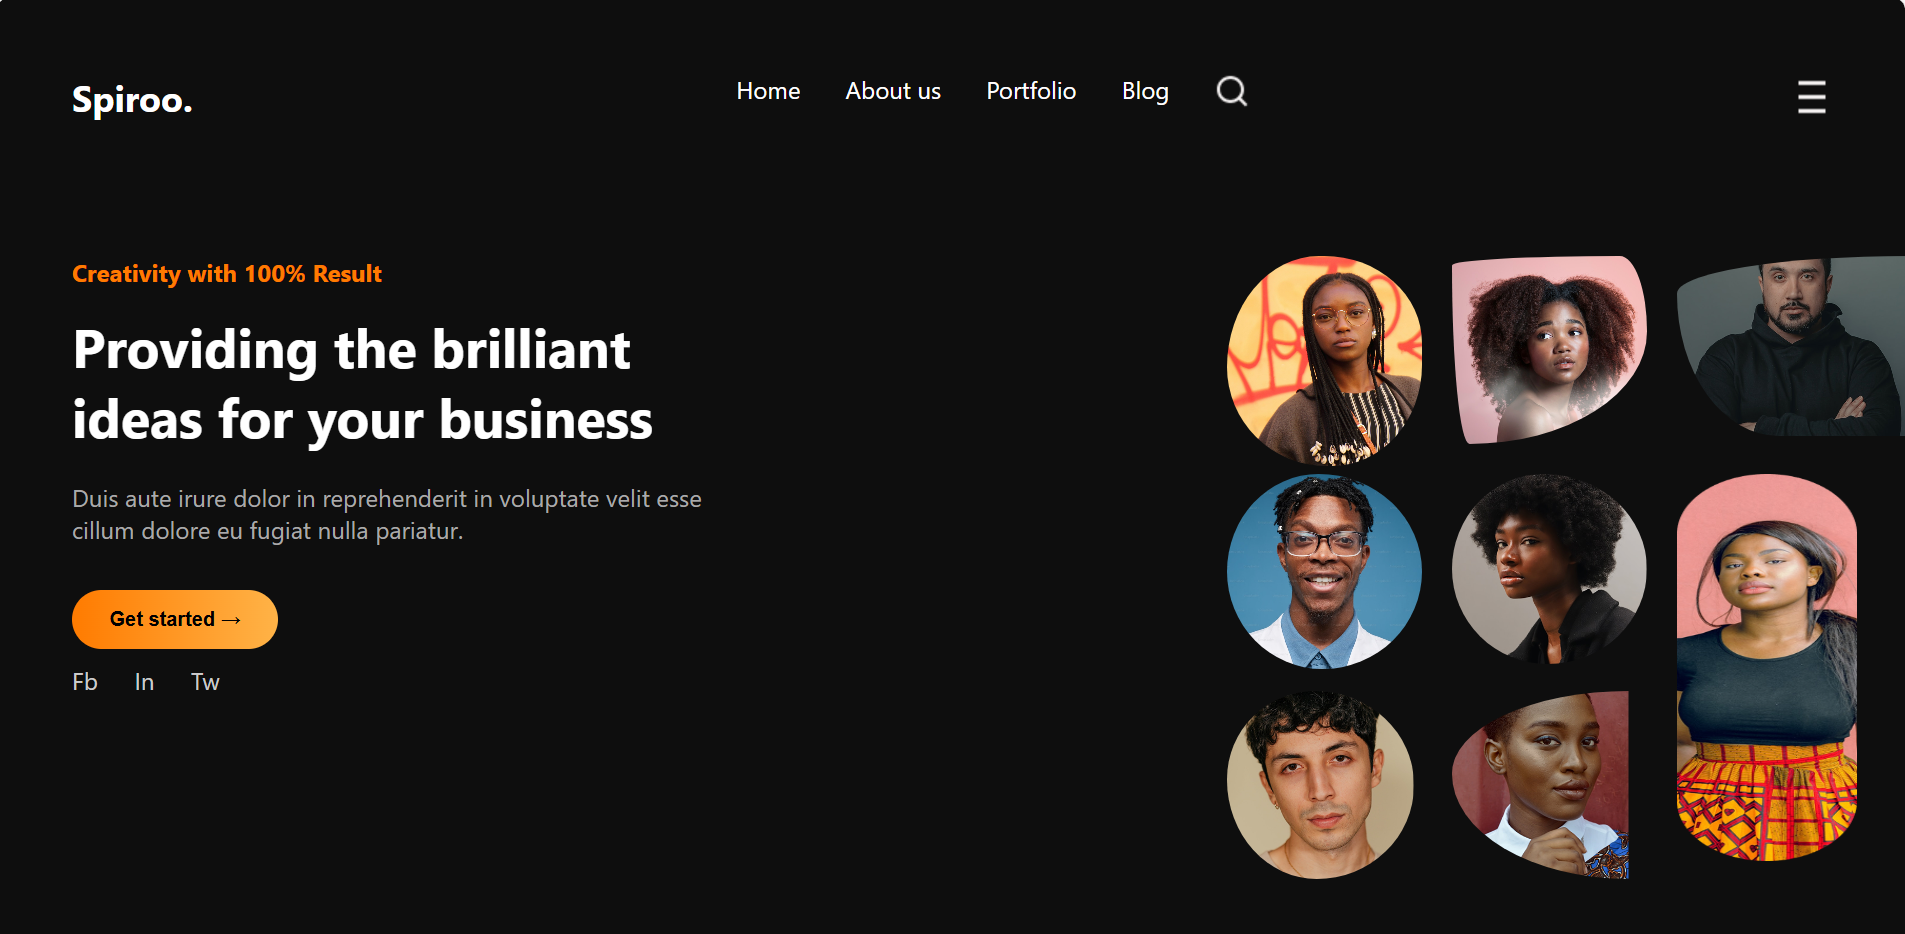 Spiroo.
Home About us Portfolio Blog
Creativity with 100% Result
Providing the brilliant
ideas for your business
Duis aute irure dolor in reprehenderit in voluptate velit esse
cillum dolore eu fugiat nulla pariatur.
Get started →
Fb In Tw